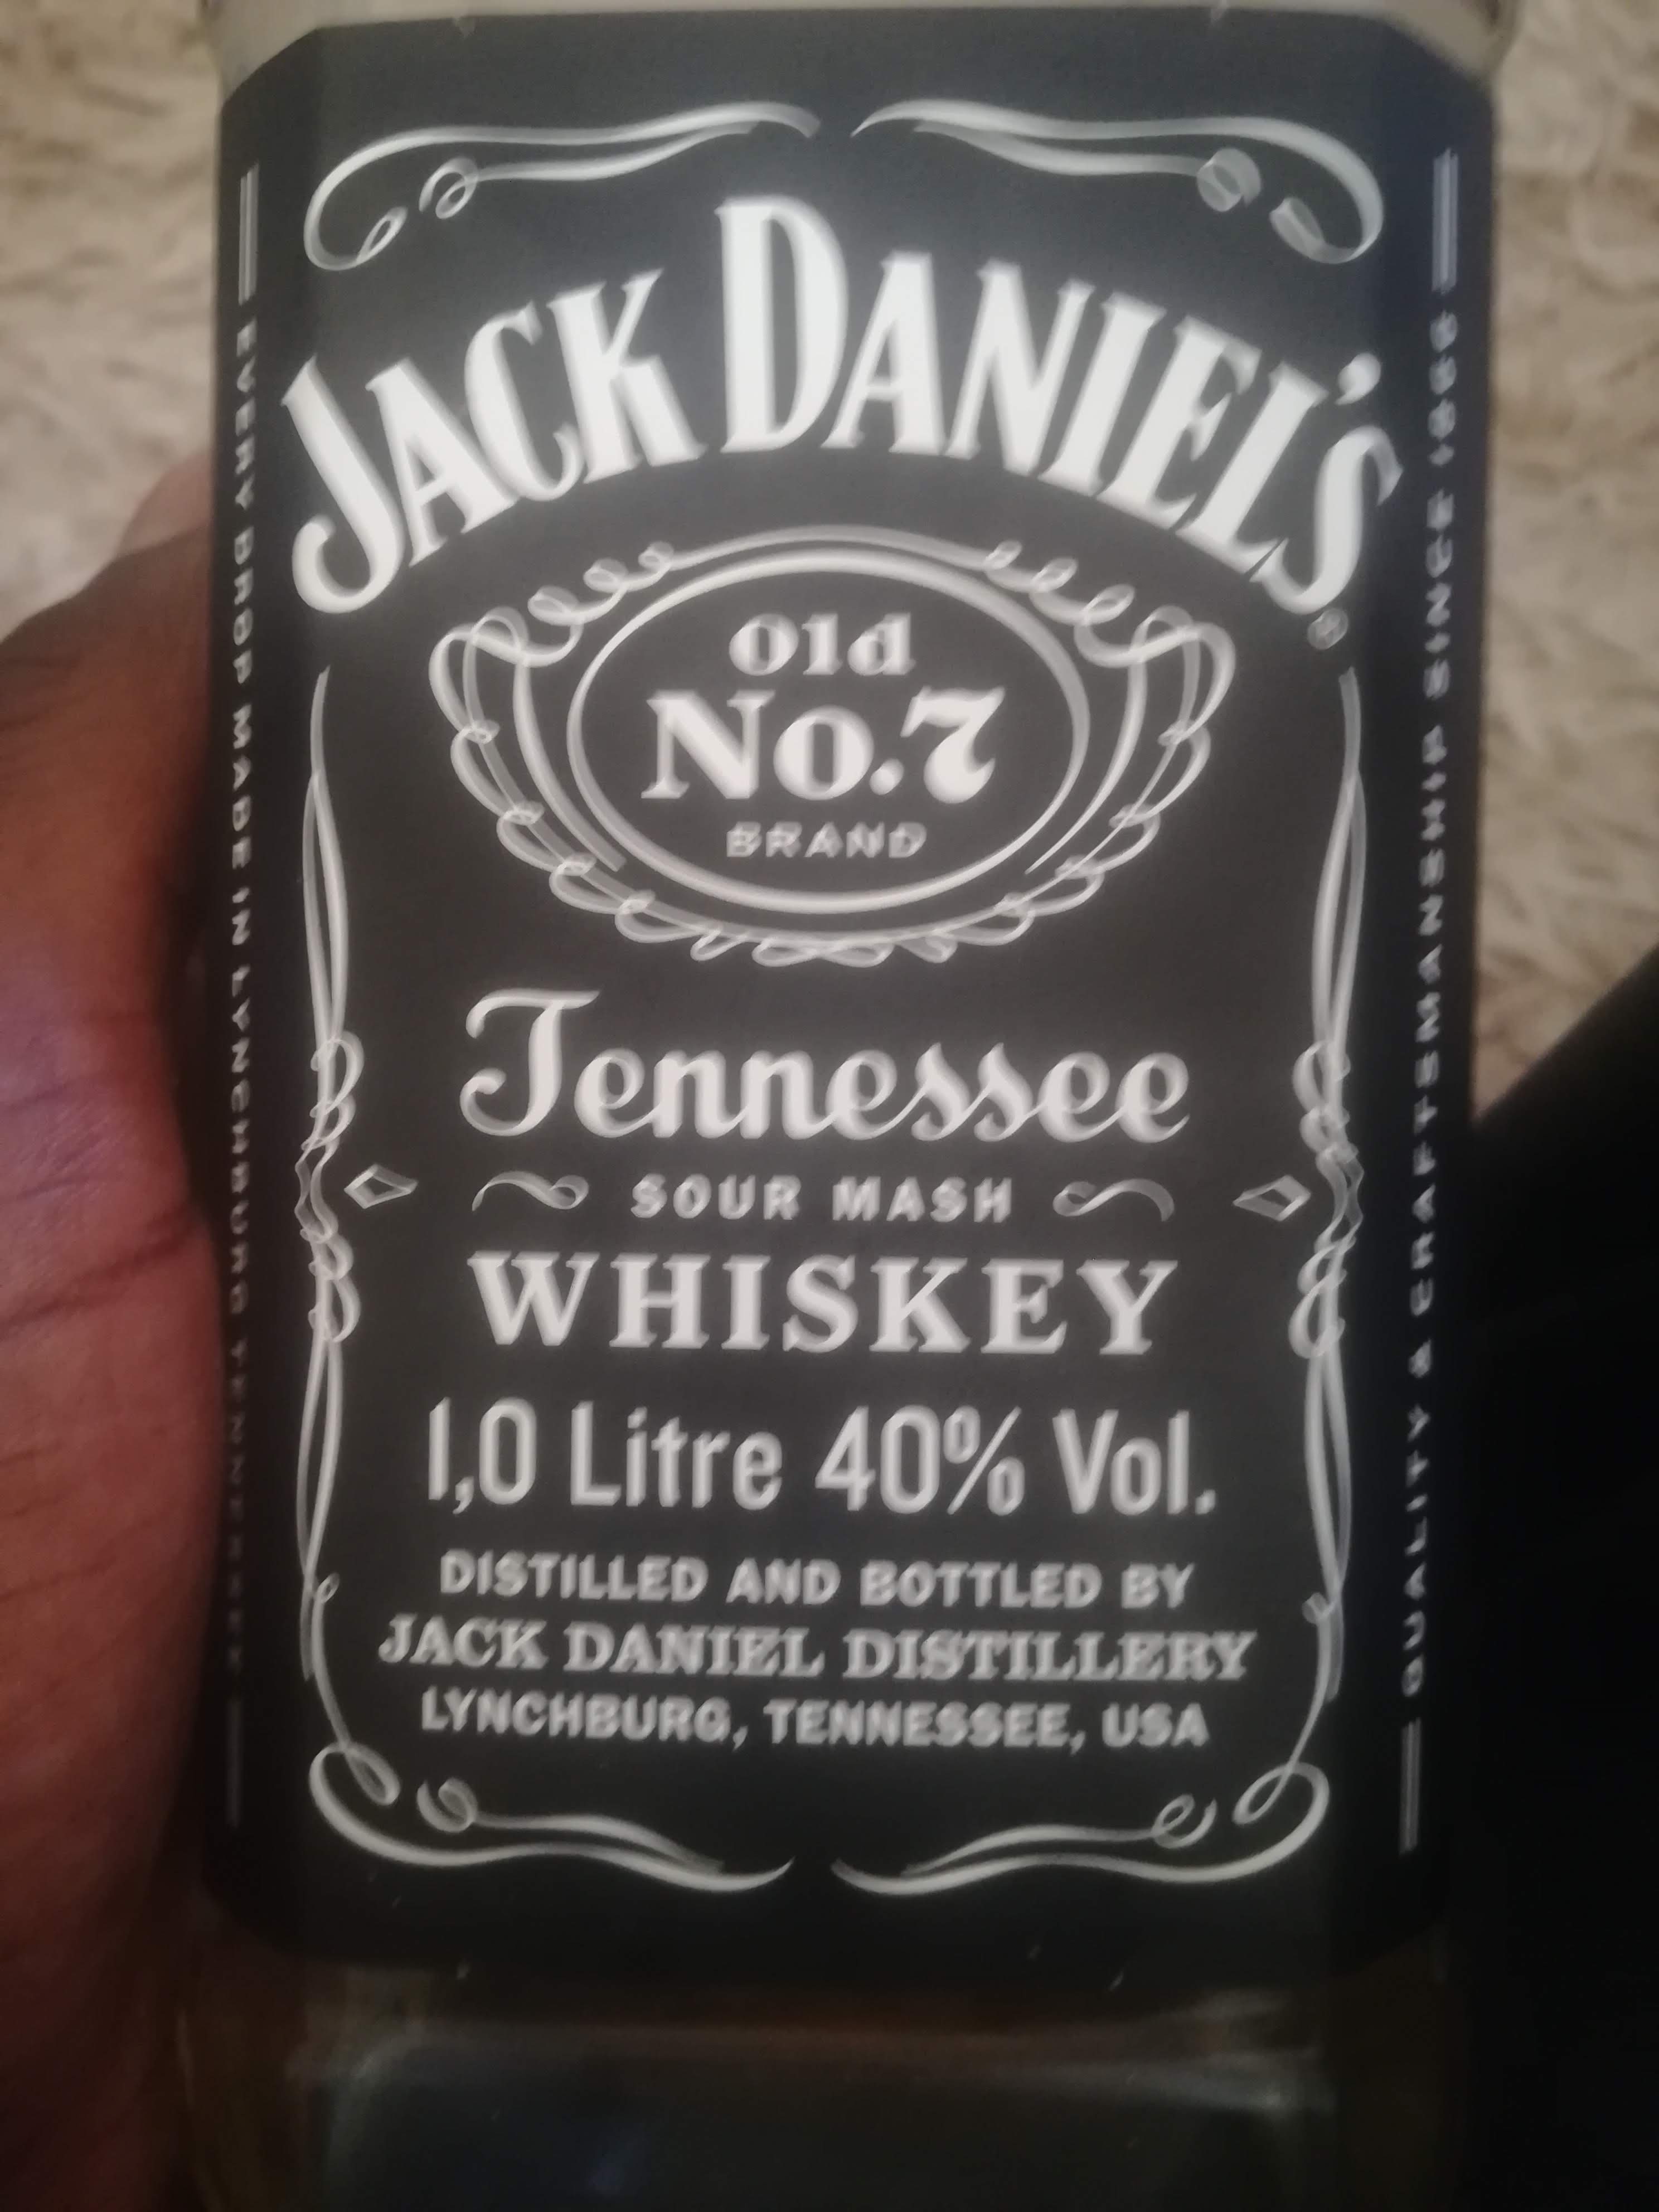 JACK DANIEL'S®
Old
No.7
BRAND
Tennessee
SOUR MASH
WHISKEY
1,0 Litre 40% Vol.
DISTILLED AND BOTTLED BY
JACK DANIEL DISTILLERY
LYNCHBURG, TENNESSEE, USA
EVERY DROP MADE IN LYNCHBURG TENNESSEE
QUALITY & CRAFTSMANSHIP SINCE 1866